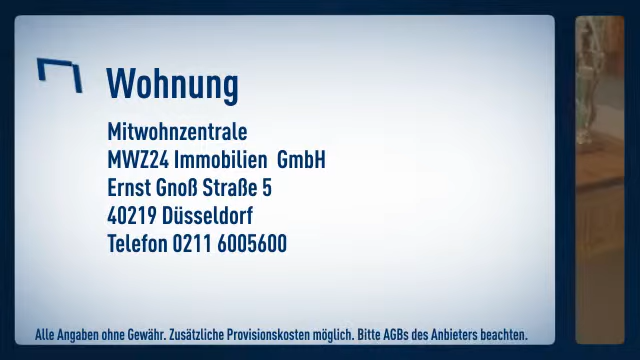 Wohnung
Mitwohnzentrale
MWZ24 Immobilien GmbH
Ernst Gnoß Straße 5
40219 Düsseldorf
Telefon 0211 6005600
Alle Angaben ohne Gewähr. Zusätzliche Provisionskosten möglich. Bitte AGBs des Anbieters beachten.